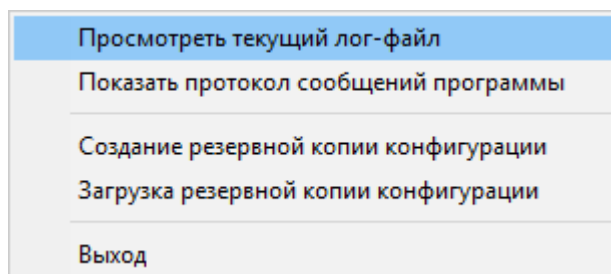 Просмотреть текущий лог-файл
Показать протокол сообщений программы
Создание резервной копии конфигурации
Загрузка резервной копии конфигурации
Выход